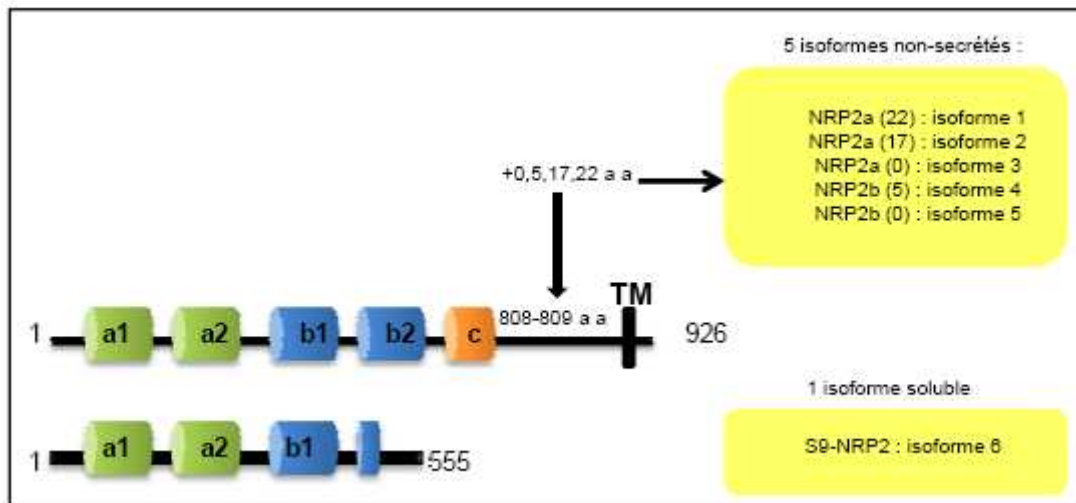 5 isoformes non-secrétés :
NRP2a (22) : isoforme 1
NRP2a (17) : isoforme 2
NRP2a (0) : isoforme 3
NRP2b (5) : isoforme 4
NRP2b (0) : isoforme 5
+0,5,17,22 a a
TM
808-809 a a
1 a1 a2 b1 b2 c 926
1 isoforme soluble
S9-NRP2 : isoforme 6
1 a1 a2 b1 555